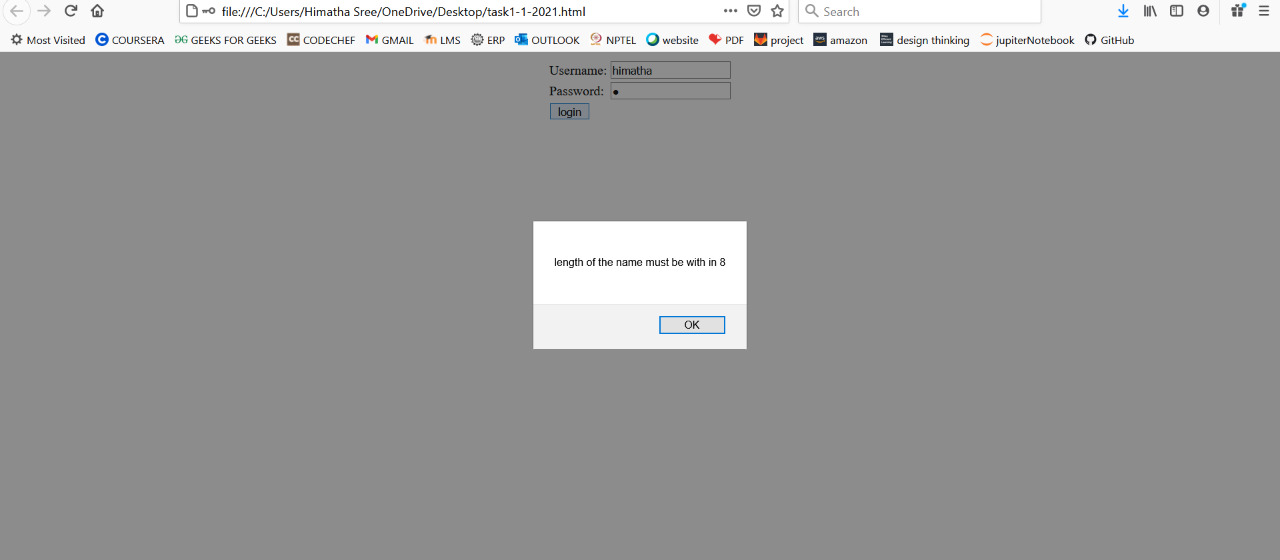 file:///C:/Users/Himatha Sree/OneDrive/Desktop/task1-1-2021.html Search
Most Visited COURSERA GEEKS FOR GEEKS CODECHEF GMAIL LMS ERP OUTLOOK NPTEL website PDF project amazon design thinking jupiterNotebook GitHub
Username: himatha
Password: ●
login
length of the name must be with in 8
OK